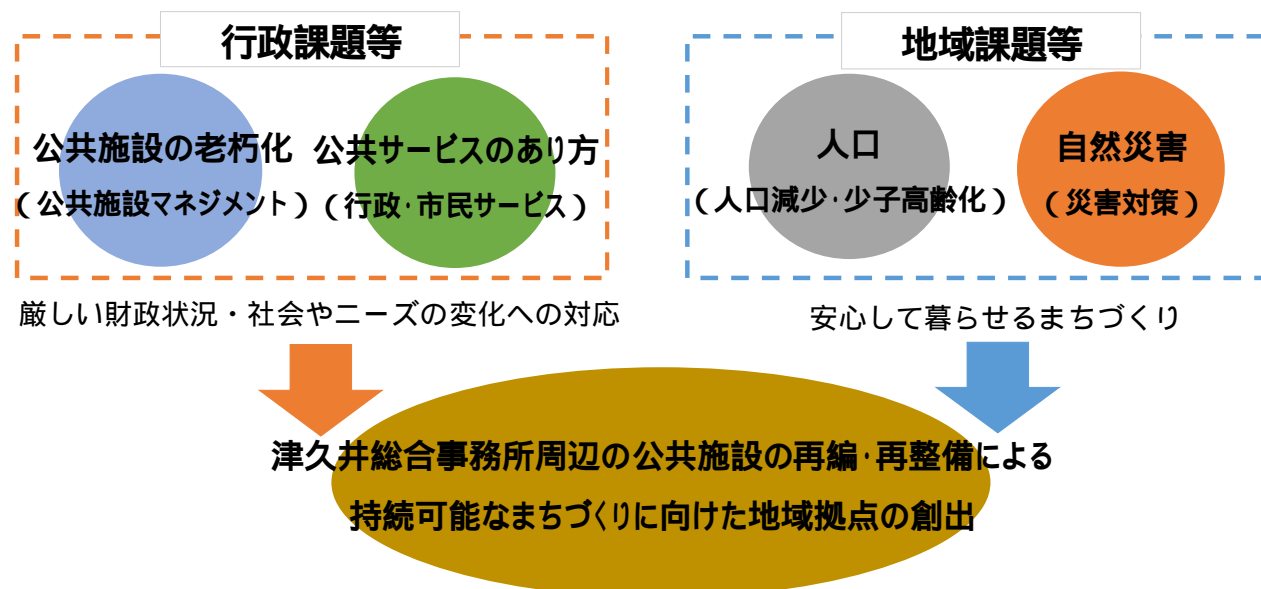 行政課題等
公共施設の老朽化
（公共施設マネジメント）
公共サービスのあり方
（行政・市民サービス）
厳しい財政状況・社会やニーズの変化への対応
地域課題等
人口
（人口減少・少子高齢化）
自然災害
（災害対策）
安心して暮らせるまちづくり
津久井総合事務所周辺の公共施設の再編・再整備による
持続可能なまちづくりに向けた地域拠点の創出